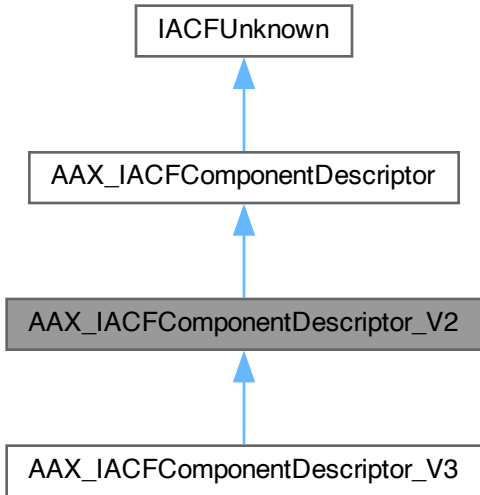 IACFUnknown
AAX_IACFComponentDescriptor
AAX_IACFComponentDescriptor_V2
AAX_IACFComponentDescriptor_V3